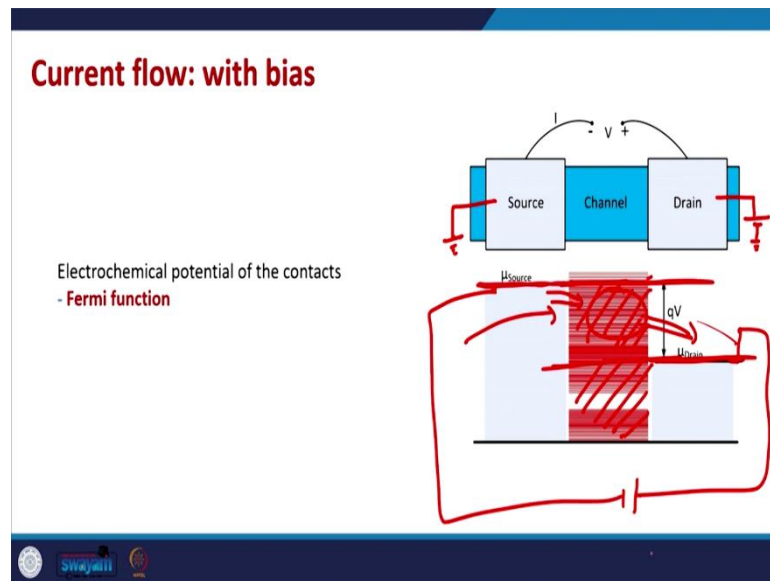 Current flow: with bias
I
- V +
Source
Channel
Drain
Electrochemical potential of the contacts
- Fermi function
μSource
qV
μDrain
swayam